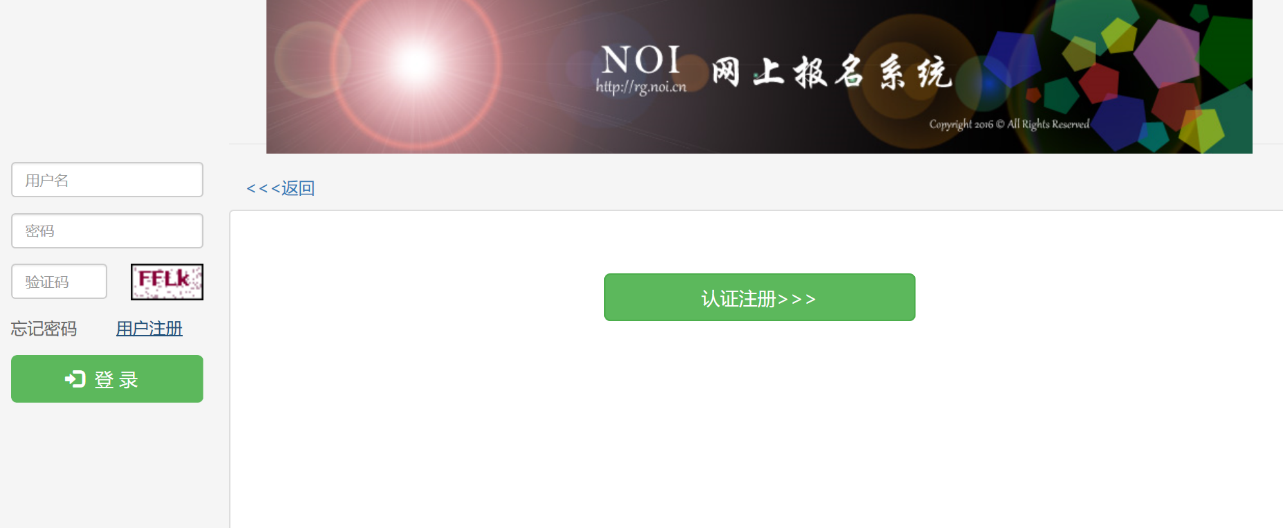 NOI
http://rg.noi.cn
网上报名系统
Copyright 2016 © All Rights Reserved
用户名
密码
验证码
FFLk
忘记密码
用户注册
登 录
<<<返回
认证注册>>>